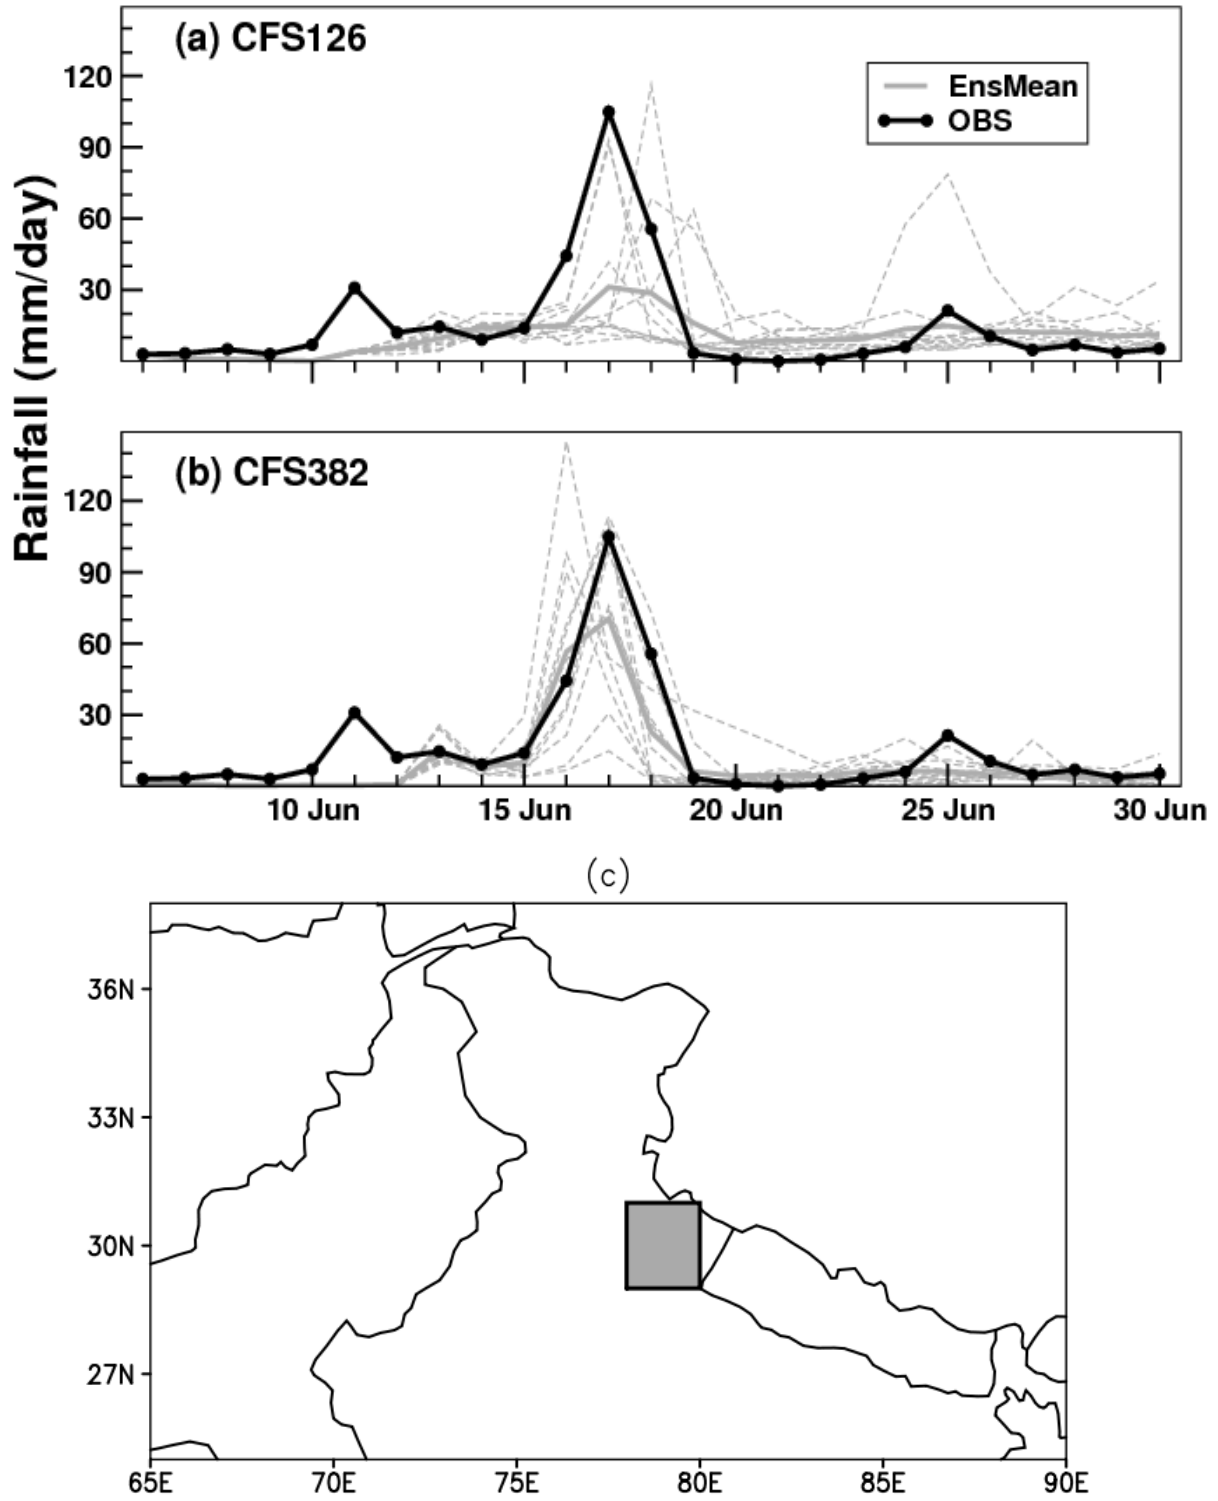 (a) CFS126
EnsMean
OBS
120
90
60
30
Rainfall (mm/day)
(b) CFS382
120
90
60
30
10 Jun 15 Jun 20 Jun 25 Jun 30 Jun
(c)
36N
33N
30N
27N
65E 70E 75E 80E 85E 90E